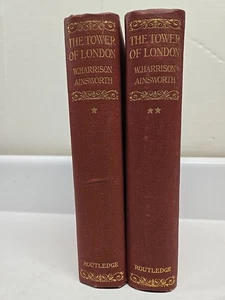 THE TOWER
OF LONDON
W. HARRISON
AINSWORTH
*
ROUTLEDGE
THE TOWER
OF LONDON
W. HARRISON
AINSWORTH
**
ROUTLEDGE